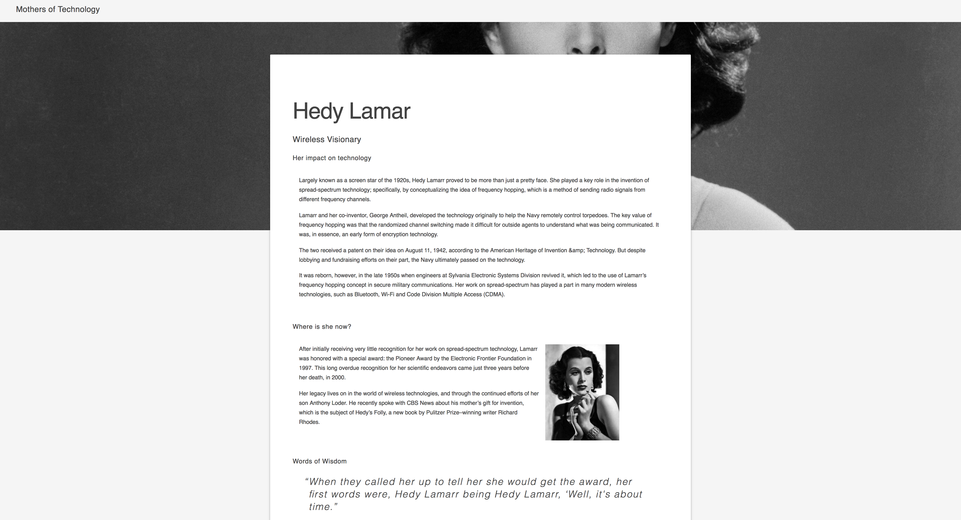 Mothers of Technology
Hedy Lamar
Wireless Visionary
Her impact on technology
Largely known as a screen star of the 1920s, Hedy Lamarr proved to be more than just a pretty face. She played a key role in the invention of
spread-spectrum technology; specifically, by conceptualizing the idea of frequency hopping, which is a method of sending radio signals from
different frequency channels.
Lamarr and her co-inventor, George Antheil, developed the technology originally to help the Navy remotely control torpedoes. The key value of
frequency hopping was that the randomized channel switching made it difficult for outside agents to understand what was being communicated. It
was, in essence, an early form of encryption technology.
The two received a patent on their idea on August 11, 1942, according to the American Heritage of Invention &amp; Technology. But despite
lobbying and fundraising efforts on their part, the Navy ultimately passed on the technology.
It was reborn, however, in the late 1950s when engineers at Sylvania Electronic Systems Division revived it, which led to the use of Lamarr's
frequency hopping concept in secure military communications. Her work on spread-spectrum has played a part in many modern wireless
technologies, such as Bluetooth, Wi-Fi and Code Division Multiple Access (CDMA).
Where is she now?
After initially receiving very little recognition for her work on spread-spectrum technology, Lamarr
was honored with a special award: the Pioneer Award by the Electronic Frontier Foundation in
1997. This long overdue recognition for her scientific endeavors came just three years before
her death, in 2000.
Her legacy lives on in the world of wireless technologies, and through the continued efforts of her
son Anthony Loder. He recently spoke with CBS News about his mother's gift for invention,
which is the subject of Hedy's Folly, a new book by Pulitzer Prize–winning writer Richard
Rhodes.
Words of Wisdom
“When they called her up to tell her she would get the award, her
first words were, Hedy Lamarr being Hedy Lamarr, 'Well, it's about
time.”